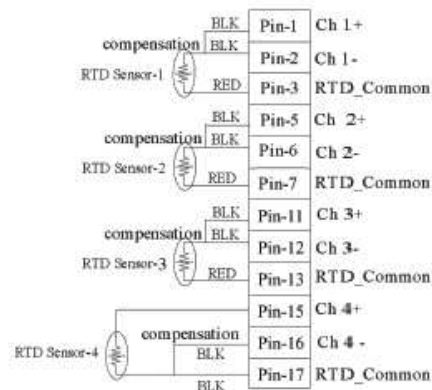 BLK Pin-1 Ch 1+
compensation BLK Pin-2 Ch 1-
RTD Sensor-1 RED Pin-3 RTD_Common
BLK Pin-5 Ch 2+
compensation BLK Pin-6 Ch 2-
RTD Sensor-2 RED Pin-7 RTD_Common
BLK Pin-11 Ch 3+
compensation BLK Pin-12 Ch 3-
RTD Sensor-3 RED Pin-13 RTD_Common
Pin-15 Ch 4+
compensation Pin-16 Ch 4 -
RTD Sensor-4 BLK Pin-17 RTD_Common
BLK